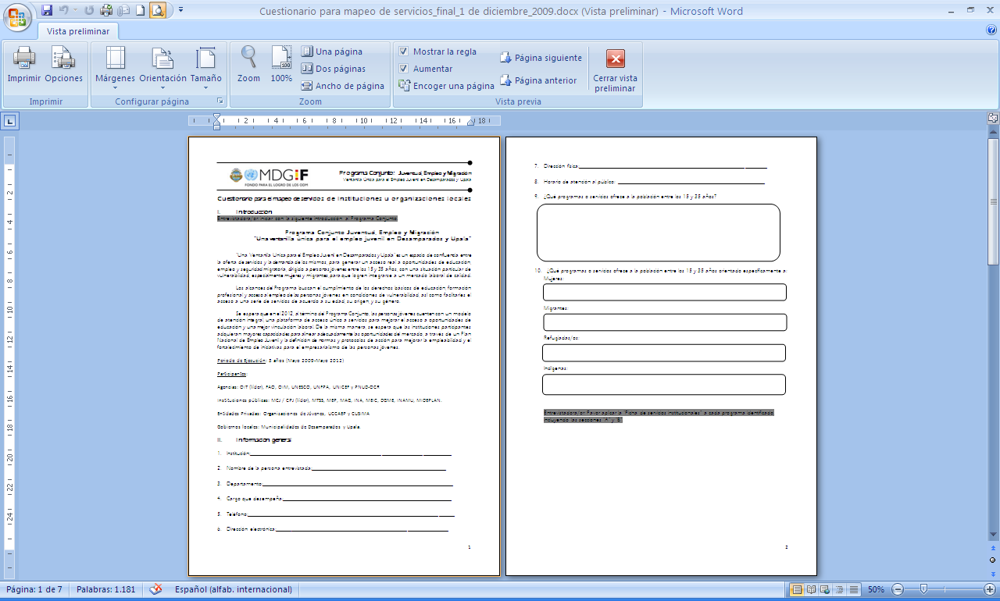 Cuestionario para mapeo de servicios_final_1 de diciembre_2009.docx (Vista preliminar) - Microsoft Word
Vista preliminar
Imprimir
Opciones
Márgenes
Orientación
Tamaño
Zoom
100%
Una página
Dos páginas
Ancho de página
Mostrar la regla
Aumentar
Encoger una página
Página siguiente
Página anterior
Cerrar vista
preliminar
Imprimir
Configurar página
Zoom
Vista previa
2 4 6 8 10 12 14 16 18
MDGIF
FONDO PARA EL LOGRO DE LOS ODM
Programa Conjunto: Juventud, Empleo y Migración
Ventanilla Única para el Empleo Juvenil en Desamparados y Upala
Cuestionario para el mapeo de servicios de instituciones u organizaciones locales
I. Introducción
Entrevistadora/or: iniciar con la siguiente introducción al Programa Conjunto
Programa Conjunto Juventud, Empleo y Migración
"Una ventanilla única para el empleo juvenil en Desamparados y Upala"
"Una Ventanilla Única para el Empleo Juvenil en Desamparados y Upala" es un espacio de confluencia entre
la oferta de servicios y la demanda de los mismos, para generar un acceso real a oportunidades de educación,
empleo y seguridad migratoria, dirigido a personas jóvenes entre los 15 y 35 años, con una situación particular de
vulnerabilidad, especialmente mujeres y migrantes, para que logren integrarse a un mercado laboral de calidad.
Los alcances del Programa buscan el cumplimiento de los derechos básicos de educación, formación
profesional y acceso al empleo de las personas jóvenes en condiciones de vulnerabilidad, así como facilitarles el
acceso a una serie de servicios de acuerdo a su edad, su origen, y su género.
Se espera que en el 2012, al término del Programa Conjunto, las personas jóvenes cuenten con un modelo
de atención integral, una plataforma de acceso único a servicios para mejorar el acceso a oportunidades de
educación y una mejor vinculación laboral. De la misma manera, se espera que las instituciones participantes
adquieran mayores capacidades para alinear adecuadamente las oportunidades del mercado, a través de un Plan
Nacional de Empleo Juvenil y la definición de normas y protocolos de acción para mejorar la empleabilidad y el
fortalecimiento de iniciativas para el empresarialismo de las personas jóvenes.
Periodo de Ejecución: 3 años (Mayo 2009-Mayo 2012)
Participantes:
Agencias: OIT (líder), FAO, OIM, UNESCO, UNFPA, UNICEF y PNUD-OCR
Instituciones públicas: MCJ / CPJ (líder), MTSS, MEP, MAG, INA, MEIC, DGME, INAMU, MIDEPLAN.
Entidades Privadas: Organizaciones de Jóvenes, UCCAEP y CUSIMA
Gobiernos locales: Municipalidades de Desamparados y Upala
II. Información general
1. Institución:
2. Nombre de la persona entrevistada:
3. Departamento:
4. Cargo que desempeña:
5. Teléfono:
6. Dirección electrónica:
1
7. Dirección física:
8. Horario de atención al público:
9. ¿Qué programas o servicios ofrece a la población entre los 15 y 35 años?
10. ¿Qué programas o servicios ofrece a la población entre los 15 y 35 años orientado específicamente a:
Mujeres:
Migrantes:
Refugiadas/os:
Indígenas:
Entrevistadora/or: Favor aplicar la "Ficha de servicios institucionales" a cada programa identificado
incluyendo las secciones "A" y "B".
2
2 4 6 8 10 12 14 16 18 20 22 24
Página: 1 de 7
Palabras: 1.181
Español (alfab. internacional)
50%